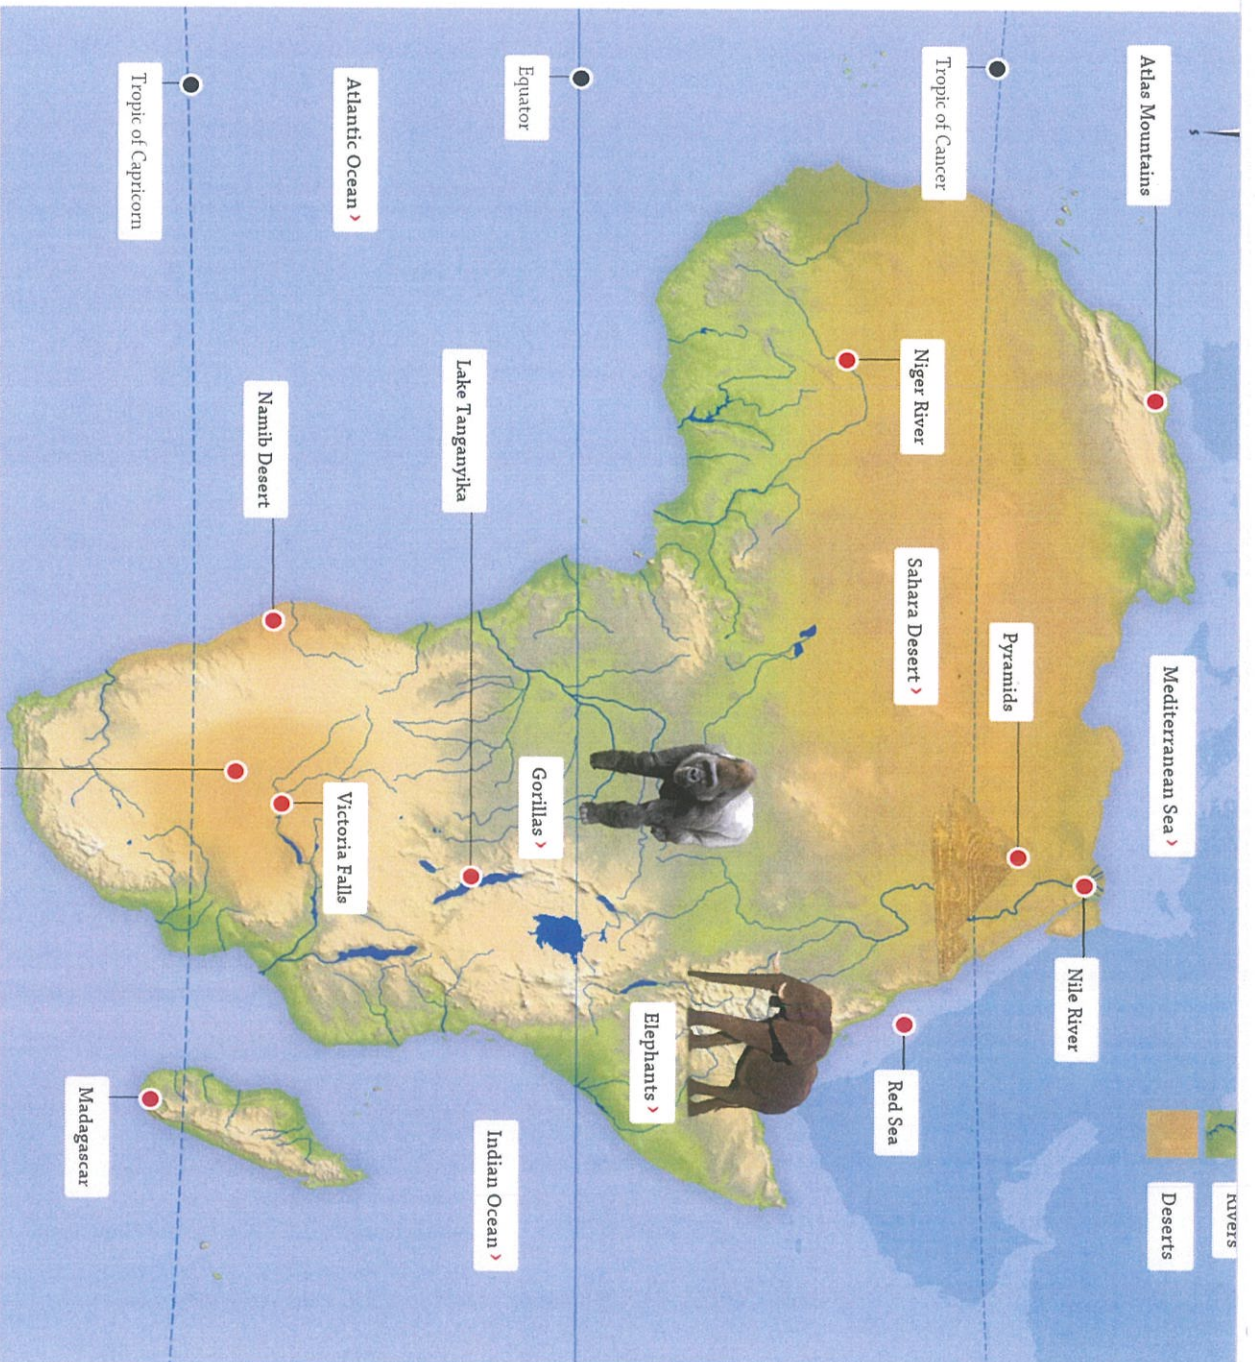 Rivers
S
Deserts
Atlas Mountains
Mediterranean Sea ›
Nile River
Pyramids
Tropic of Cancer
Niger River
Sahara Desert ›
Red Sea
Elephants ›
Gorillas ›
Equator
Indian Ocean ›
Lake Tanganyika
Atlantic Ocean ›
Victoria Falls
Namib Desert
Tropic of Capricorn
Madagascar